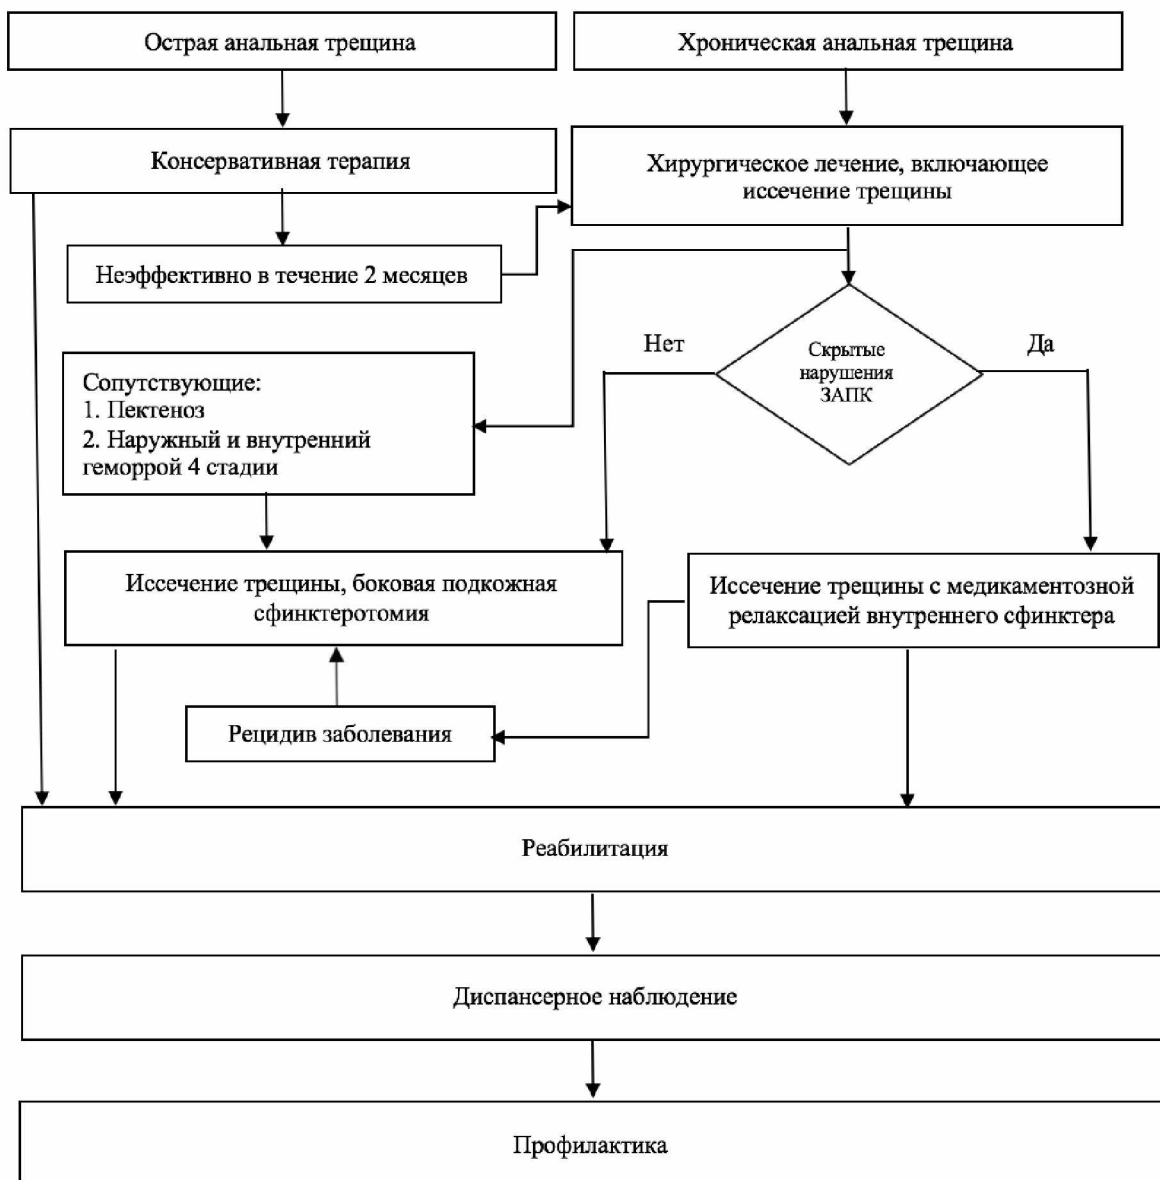 Острая анальная трещина
Хроническая анальная трещина
Консервативная терапия
Хирургическое лечение, включающее
иссечение трещины
Неэффективно в течение 2 месяцев
Нет
Скрытые
нарушения
ЗАПК
Да
Сопутствующие:
1. Пектеноз
2. Наружный и внутренний
геморрой 4 стадии
Иссечение трещины, боковая подкожная
сфинктеротомия
Иссечение трещины с медикаментозной
релаксацией внутреннего сфинктера
Рецидив заболевания
Реабилитация
Диспансерное наблюдение
Профилактика